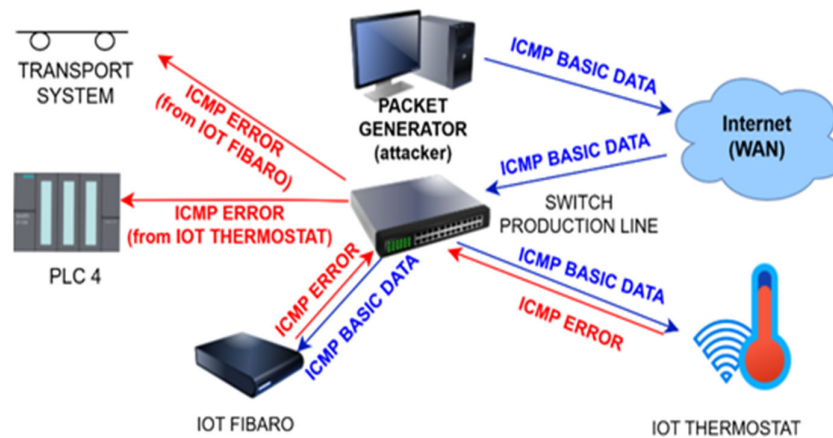 TRANSPORT
SYSTEM
ICMP ERROR
(from IOT FIBARO)
PACKET
GENERATOR
(attacker)
ICMP BASIC DATA
Internet
(WAN)
ICMP BASIC DATA
SWITCH
PRODUCTION LINE
ICMP ERROR
(from IOT THERMOSTAT)
PLC 4
ICMP ERROR
ICMP BASIC DATA
ICMP BASIC DATA
ICMP ERROR
IOT FIBARO
IOT THERMOSTAT